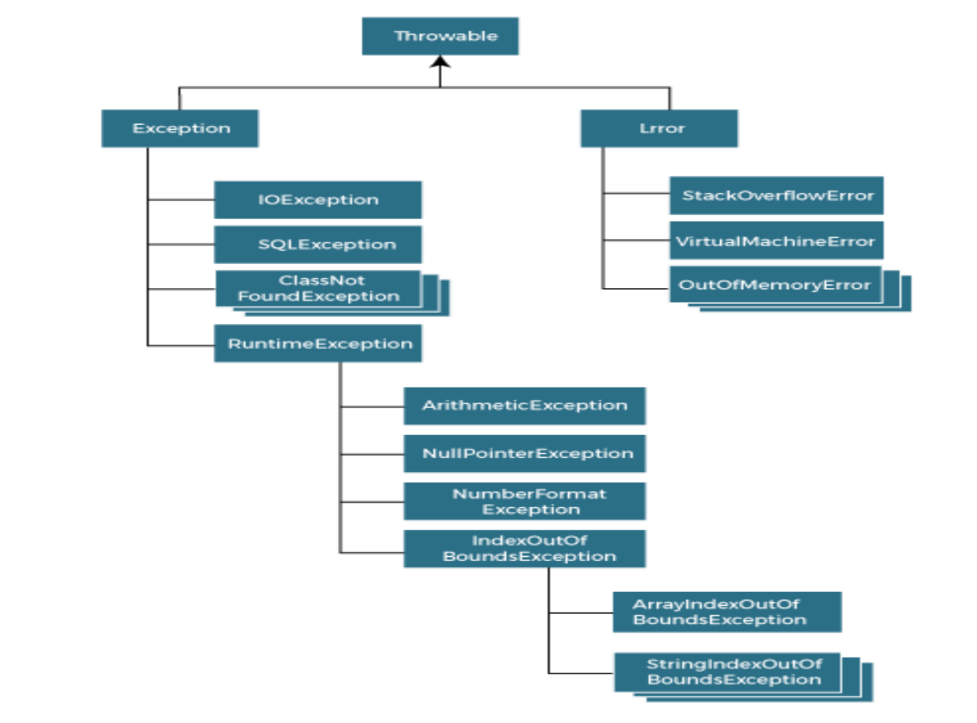 Throwable
Exception
Lrror
IOException
SQLException
ClassNot
FoundException
RuntimeException
StackOverflowError
VirtualMachineError
OutOfMemoryError
ArithmeticException
NullPointerException
NumberFormat
Exception
IndexOutOf
BoundsException
ArrayIndexOutOf
BoundsException
StringIndexOutOf
BoundsException